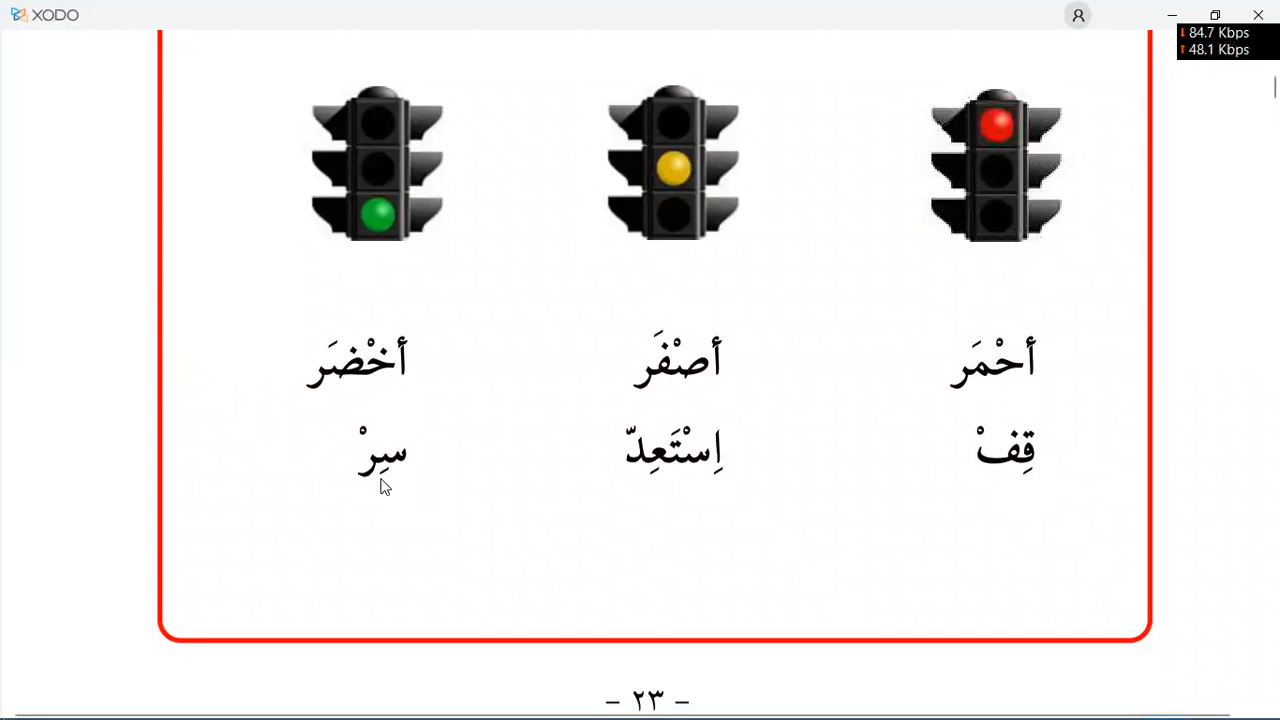 XODO
84.7 Kbps
48.1 Kbps
أحْمَر أصْفَر أخْضَر
قِفْ اِسْتَعِدّ سِرْ
- ٢٣ -